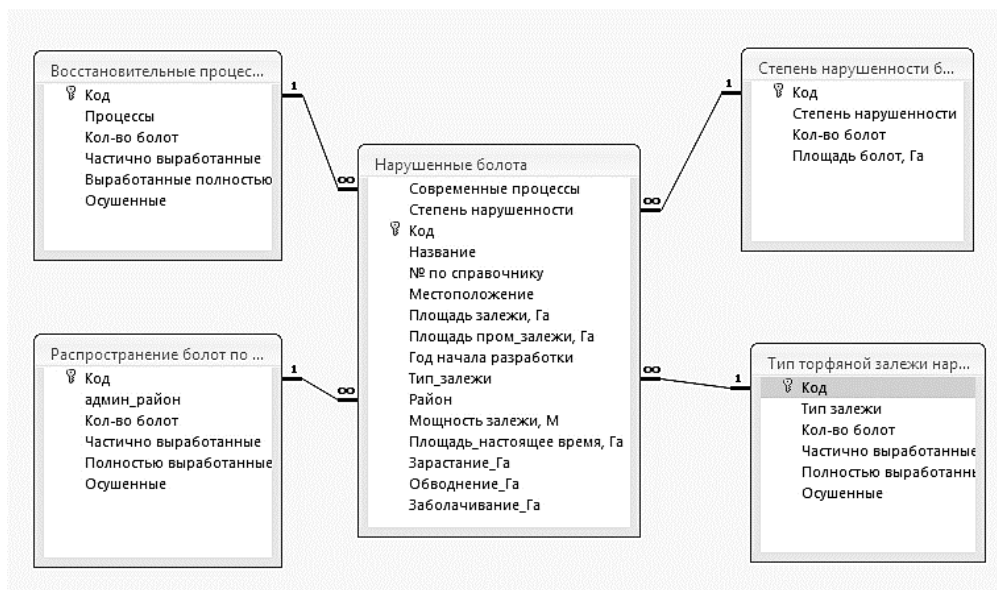 Восстановительные процес...
Код
Процессы
Кол-во болот
Частично выработанные
Выработанные полностью
Осушенные
1
∞
Распространение болот по ...
Код
админ_район
Кол-во болот
Частично выработанные
Полностью выработанные
Осушенные
1
∞
Нарушенные болота
Современные процессы
Степень нарушенности
Код
Название
№ по справочнику
Местоположение
Площадь залежи, Га
Площадь пром_залежи, Га
Год начала разработки
Тип_залежи
Район
Мощность залежи, М
Площадь_настоящее время, Га
Зарастание_Га
Обводнение_Га
Заболачивание_Га
Степень нарушенности б...
Код
Степень нарушенности
Кол-во болот
Площадь болот, Га
1
∞
Тип торфяной залежи нар...
Код
Тип залежи
Кол-во болот
Частично выработанные
Полностью выработанн
Осушенные
1
∞